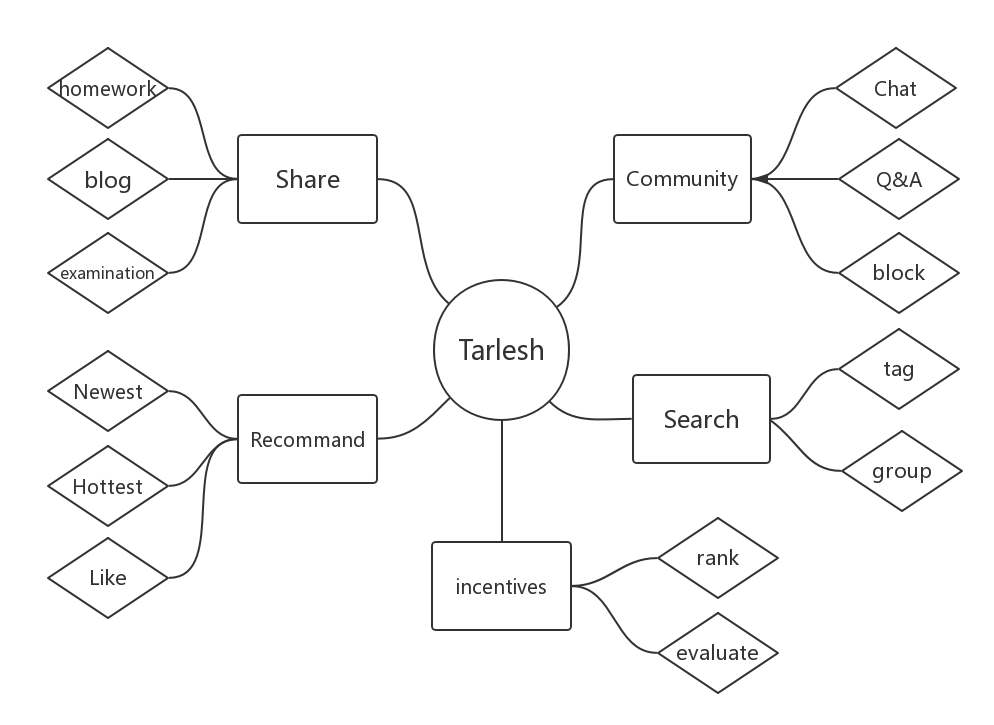 homework
blog
examination
Share
Community
Chat
Q&A
block
Tarlesh
Newest
Hottest
Like
Recommand
Search
tag
group
incentives
rank
evaluate